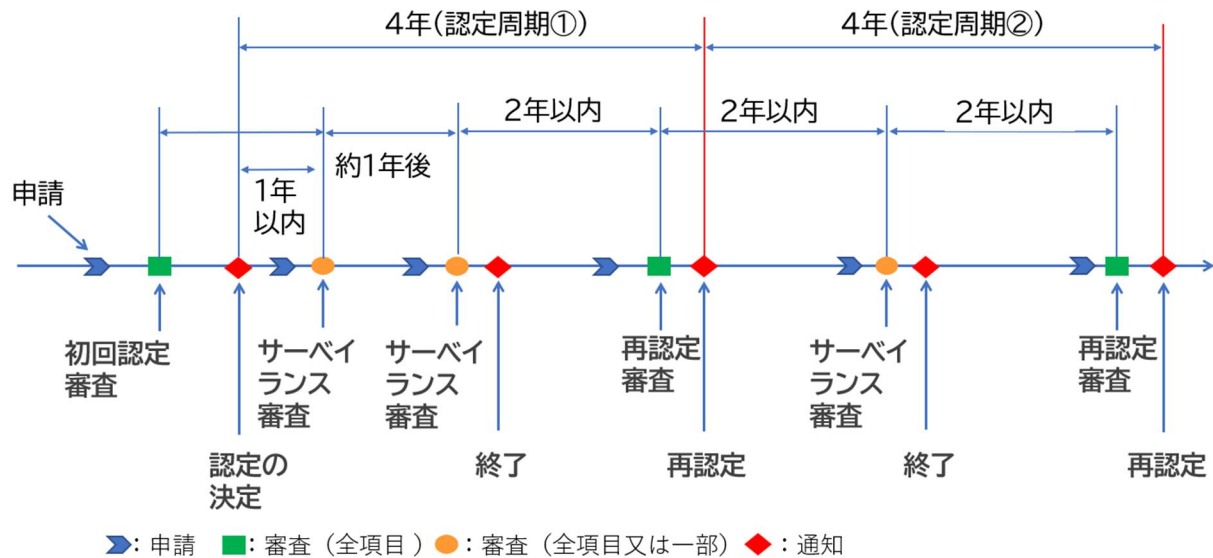 4年(認定周期①)
4年(認定周期②)
2年以内
2年以内
2年以内
約1年後
1年
以内
申請
初回認定
審査
サーベイ
ランス
審査
サーベイ
ランス
審査
再認定
審査
サーベイ
ランス
審査
再認定
審査
認定の
決定
終了
再認定
終了
再認定
:申請 :審査(全項目) :審査(全項目又は一部) :通知